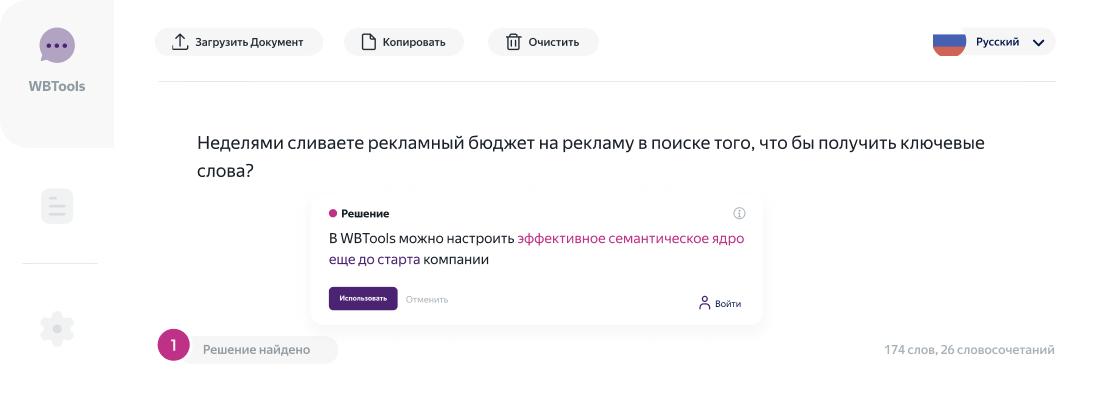 WBTools
Загрузить Документ
Копировать
Очистить
Русский
Неделями сливаете рекламный бюджет на рекламу в поиске того, что бы получить ключевые
слова?
Решение
В WBTools можно настроить эффективное семантическое ядро
еще до старта компании
Использовать
Отменить
Войти
1
Решение найдено
174 слов, 26 словосочетаний